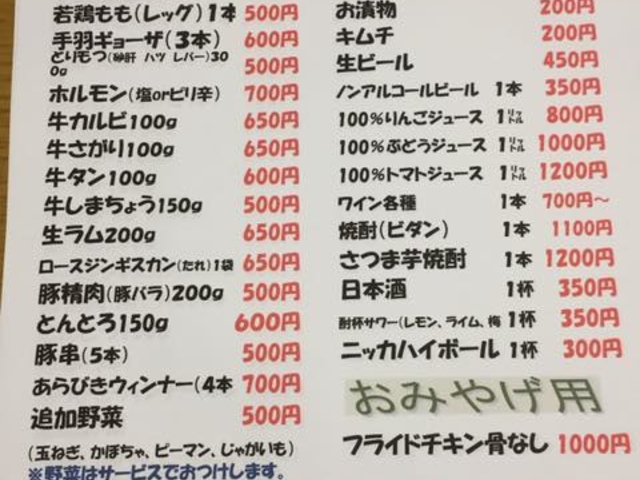 若鶏もも(レッグ)1本 500円
手羽ギョーザ(3本) 600円
とりもつ(砂肝 ハツ レバー)30
0g 500円
ホルモン(塩orピリ辛) 700円
牛カルビ100g 650円
牛さがり100g 650円
牛タン100g 600円
牛しまちょう150g 500円
生ラム200g 650円
ロースジンギスカン(たれ)1袋 650円
豚精肉(豚バラ)200g 500円
とんとろ150g 600円
豚串(5本) 500円
あらびきウィンナー(4本 700円
追加野菜 500円
(玉ねぎ、かぼちゃ、ピーマン、じゃがいも)
※野菜はサービスでおつけします。
お漬物 200円
キムチ 200円
生ビール 450円
ノンアルコールビール 1本 350円
100%りんごジュース 1リットル 800円
100%ぶどうジュース 1リットル 1000円
100%トマトジュース 1リットル 1200円
ワイン各種 1本 700円～
焼酎(ビダン) 1本 1100円
さつま芋焼酎 1本 1200円
日本酒 1杯 350円
酎杯サワー(レモン、ライム、梅 1杯 350円
ニッカハイボール 1杯 300円
おみやげ用
フライドチキン骨なし 1000円